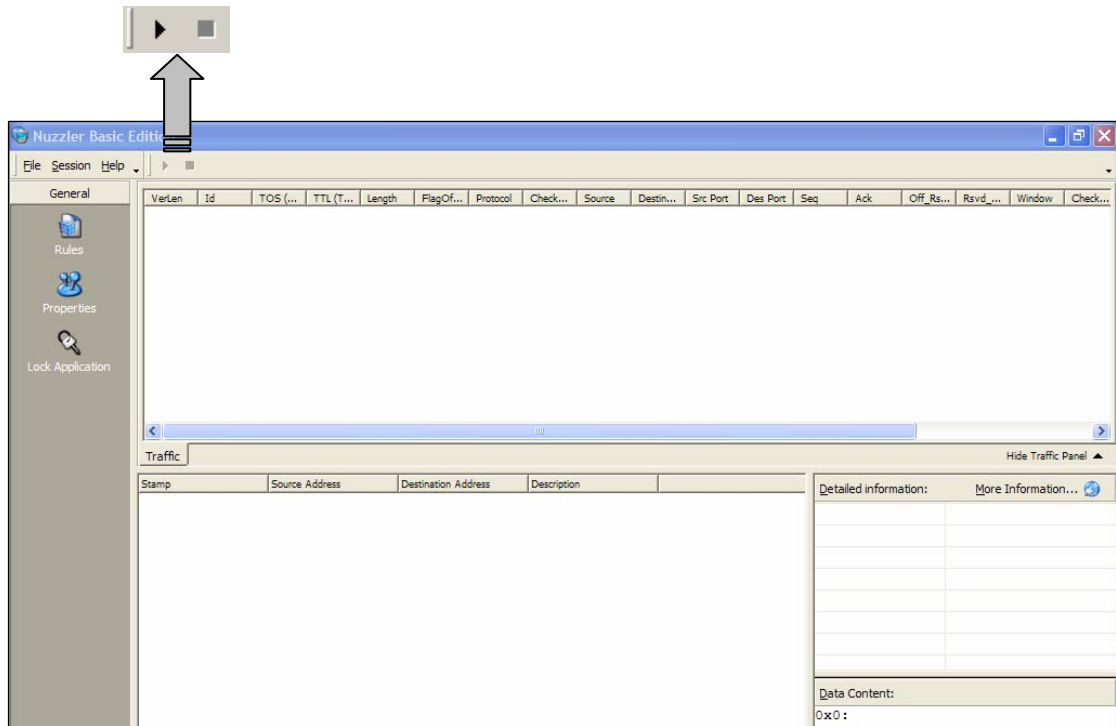 Nuzzler Basic Editio
File Session Help
General
Rules
Properties
Lock Application
VerLen Id TOS (... TTL (T... Length FlagOf... Protocol Check... Source Destin... Src Port Des Port Seq Ack Off_Rs... Rsvd_... Window Check...
Traffic
Hide Traffic Panel
Stamp Source Address Destination Address Description
Detailed information: More Information...
Data Content:
0x0: